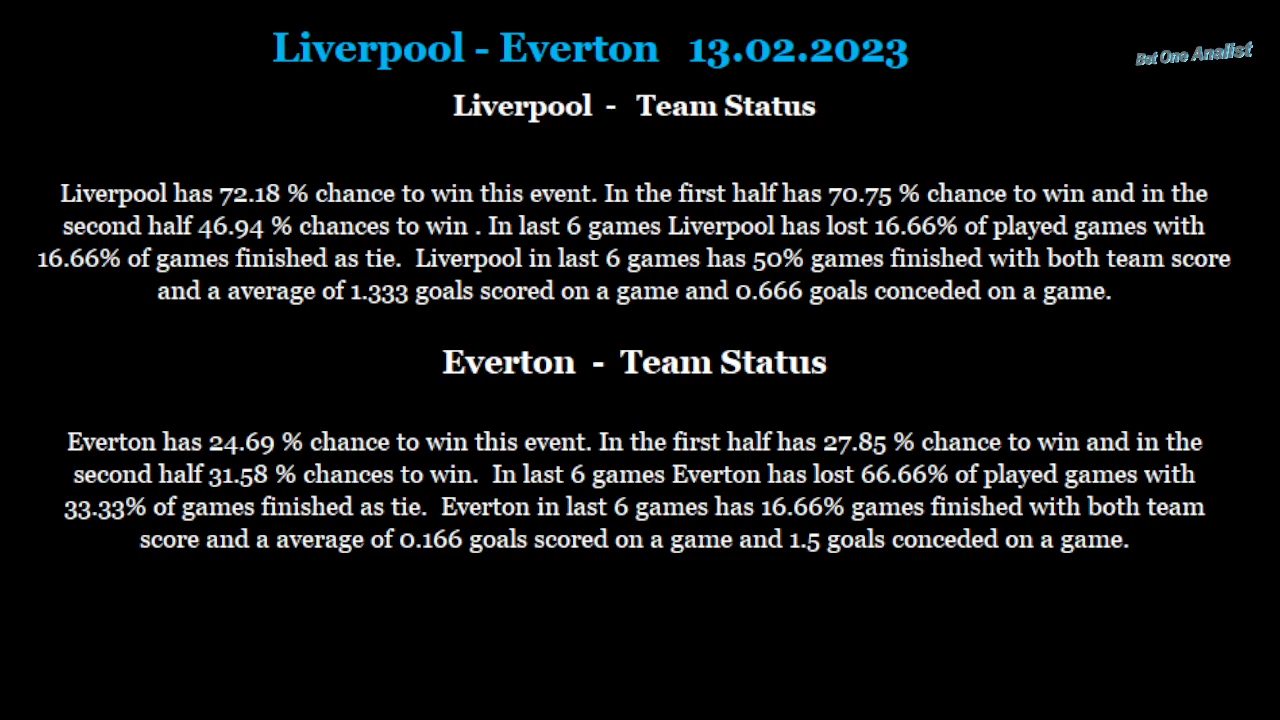 Liverpool - Everton 13.02.2023
Bet One Analist
Liverpool - Team Status
Liverpool has 72.18 % chance to win this event. In the first half has 70.75 % chance to win and in the
second half 46.94 % chances to win . In last 6 games Liverpool has lost 16.66% of played games with
16.66% of games finished as tie. Liverpool in last 6 games has 50% games finished with both team score
and a average of 1.333 goals scored on a game and 0.666 goals conceded on a game.
Everton - Team Status
Everton has 24.69 % chance to win this event. In the first half has 27.85 % chance to win and in the
second half 31.58 % chances to win. In last 6 games Everton has lost 66.66% of played games with
33.33% of games finished as tie. Everton in last 6 games has 16.66% games finished with both team
score and a average of 0.166 goals scored on a game and 1.5 goals conceded on a game.